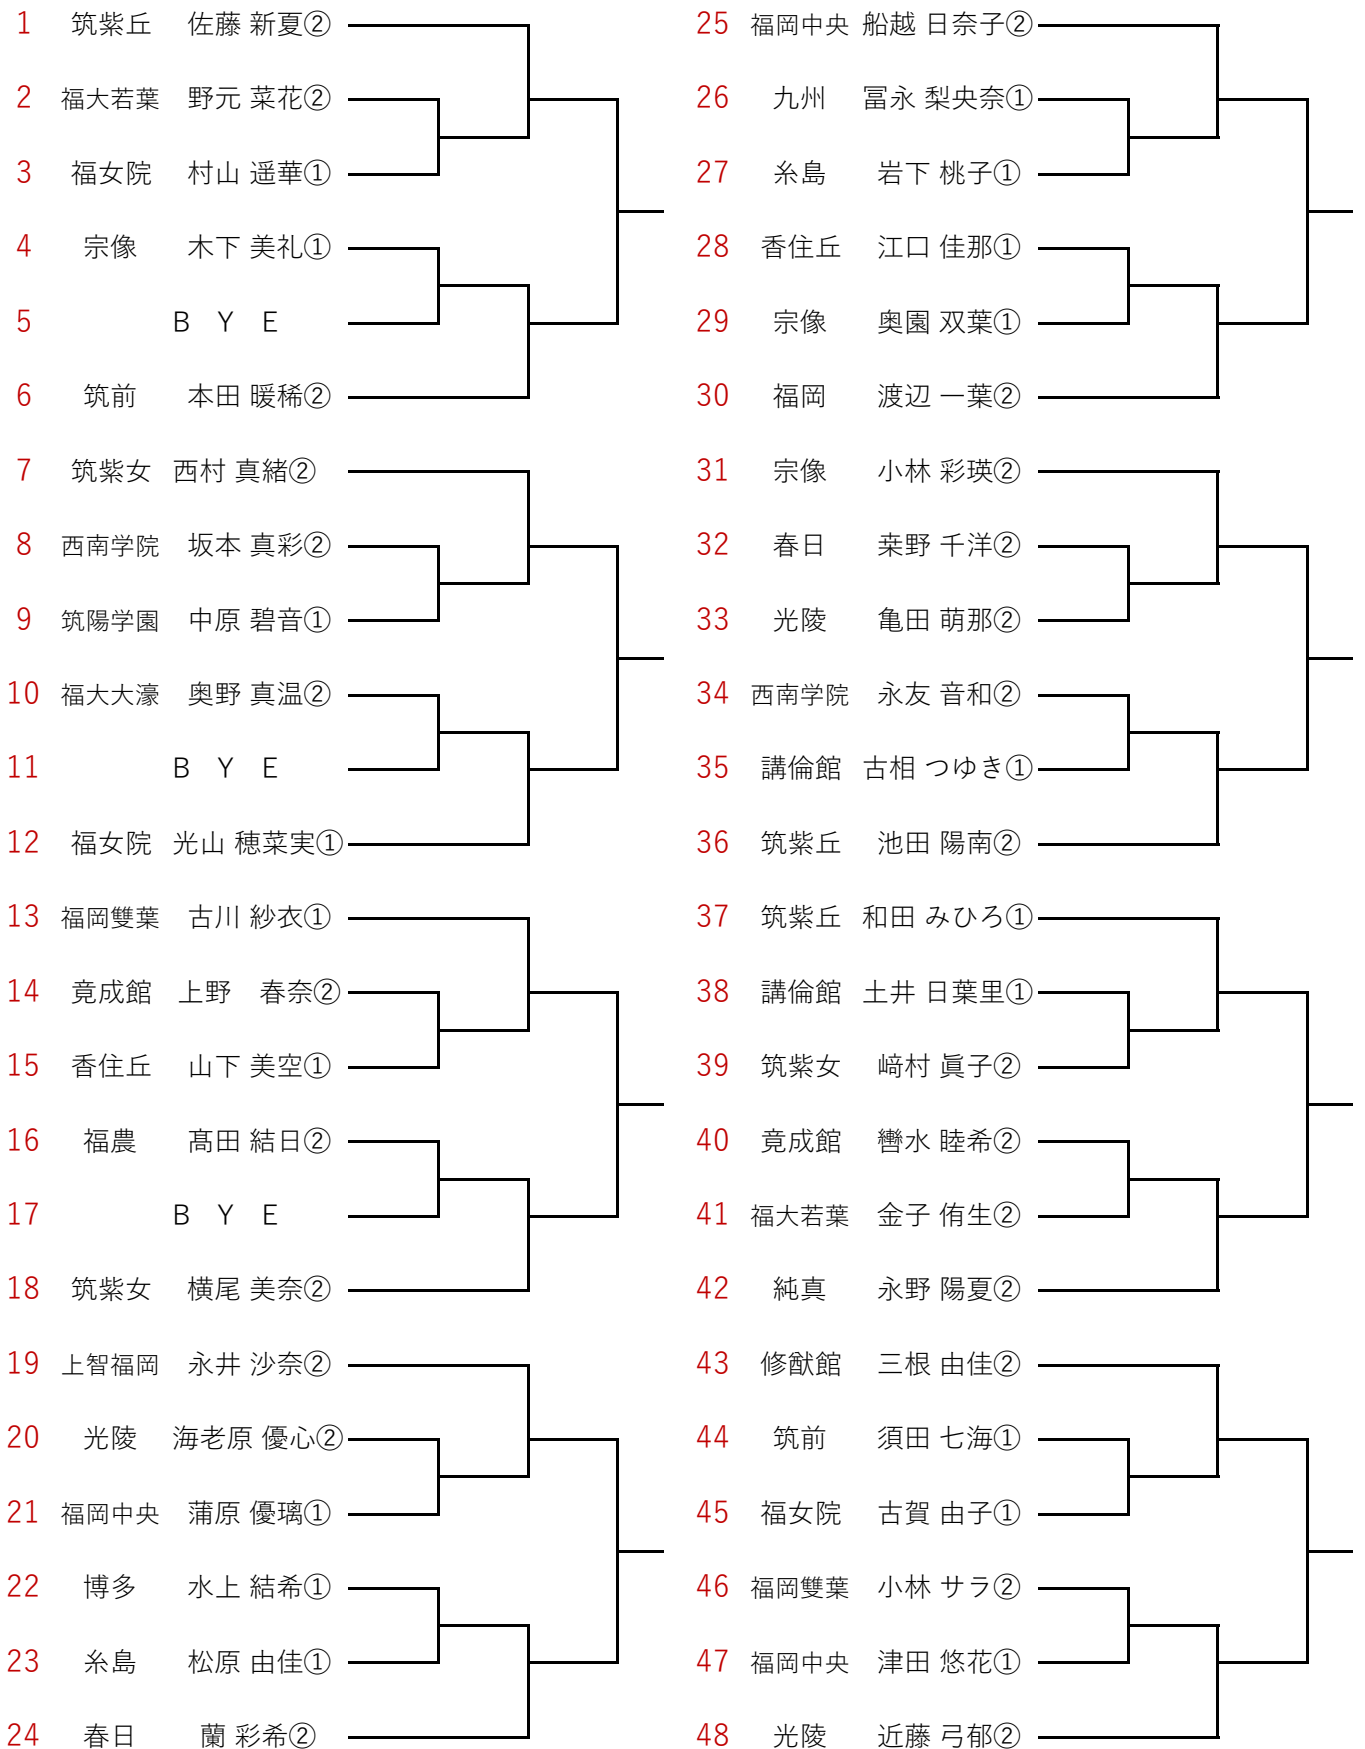 1 筑紫丘 佐藤 新夏②
2 福大若葉 野元 菜花②
3 福女院 村山 遥華①
4 宗像 木下 美礼①
5 B Y E
6 筑前 本田 暖稀②
7 筑紫女 西村 真緒②
8 西南学院 坂本 真彩②
9 筑陽学園 中原 碧音①
10 福大大濠 奥野 真温②
11 B Y E
12 福女院 光山 穂菜実①
13 福岡雙葉 古川 紗衣①
14 竟成館 上野　春奈②
15 香住丘 山下 美空①
16 福農 髙田 結日②
17 B Y E
18 筑紫女 横尾 美奈②
19 上智福岡 永井 沙奈②
20 光陵 海老原 優心②
21 福岡中央 蒲原 優璃①
22 博多 水上 結希①
23 糸島 松原 由佳①
24 春日 蘭 彩希②
25 福岡中央 船越 日奈子②
26 九州 冨永 梨央奈①
27 糸島 岩下 桃子①
28 香住丘 江口 佳那①
29 宗像 奥園 双葉①
30 福岡 渡辺 一葉②
31 宗像 小林 彩瑛②
32 春日 桒野 千洋②
33 光陵 亀田 萌那②
34 西南学院 永友 音和②
35 講倫館 古相 つゆき①
36 筑紫丘 池田 陽南②
37 筑紫丘 和田 みひろ①
38 講倫館 土井 日葉里①
39 筑紫女 﨑村 眞子②
40 竟成館 轡水 睦希②
41 福大若葉 金子 侑生②
42 純真 永野 陽夏②
43 修猷館 三根 由佳②
44 筑前 須田 七海①
45 福女院 古賀 由子①
46 福岡雙葉 小林 サラ②
47 福岡中央 津田 悠花①
48 光陵 近藤 弓郁②